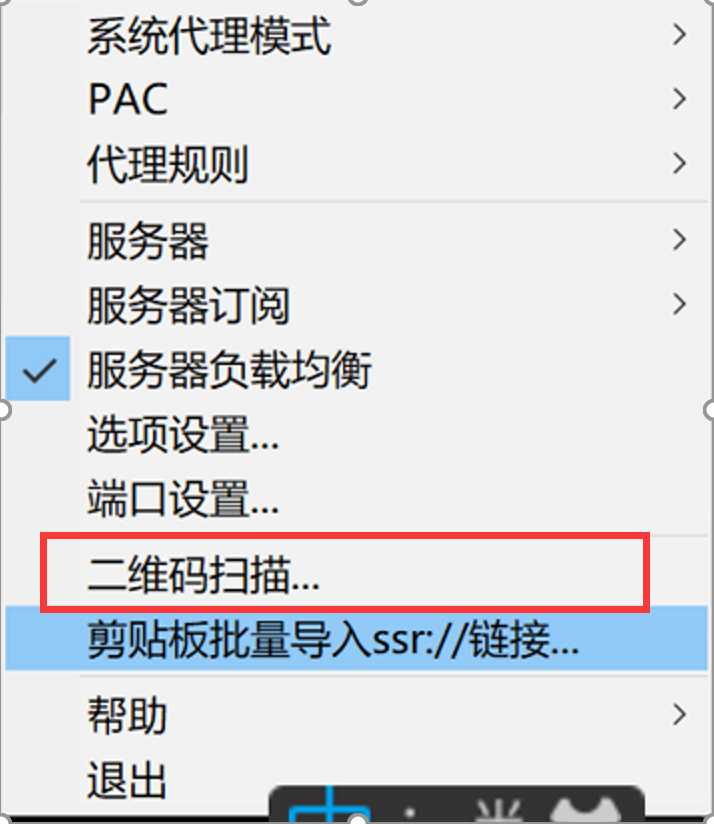 系统代理模式
PAC
代理规则
服务器
服务器订阅
服务器负载均衡
选项设置...
端口设置...
二维码扫描...
剪贴板批量导入ssr://链接...
帮助
退出